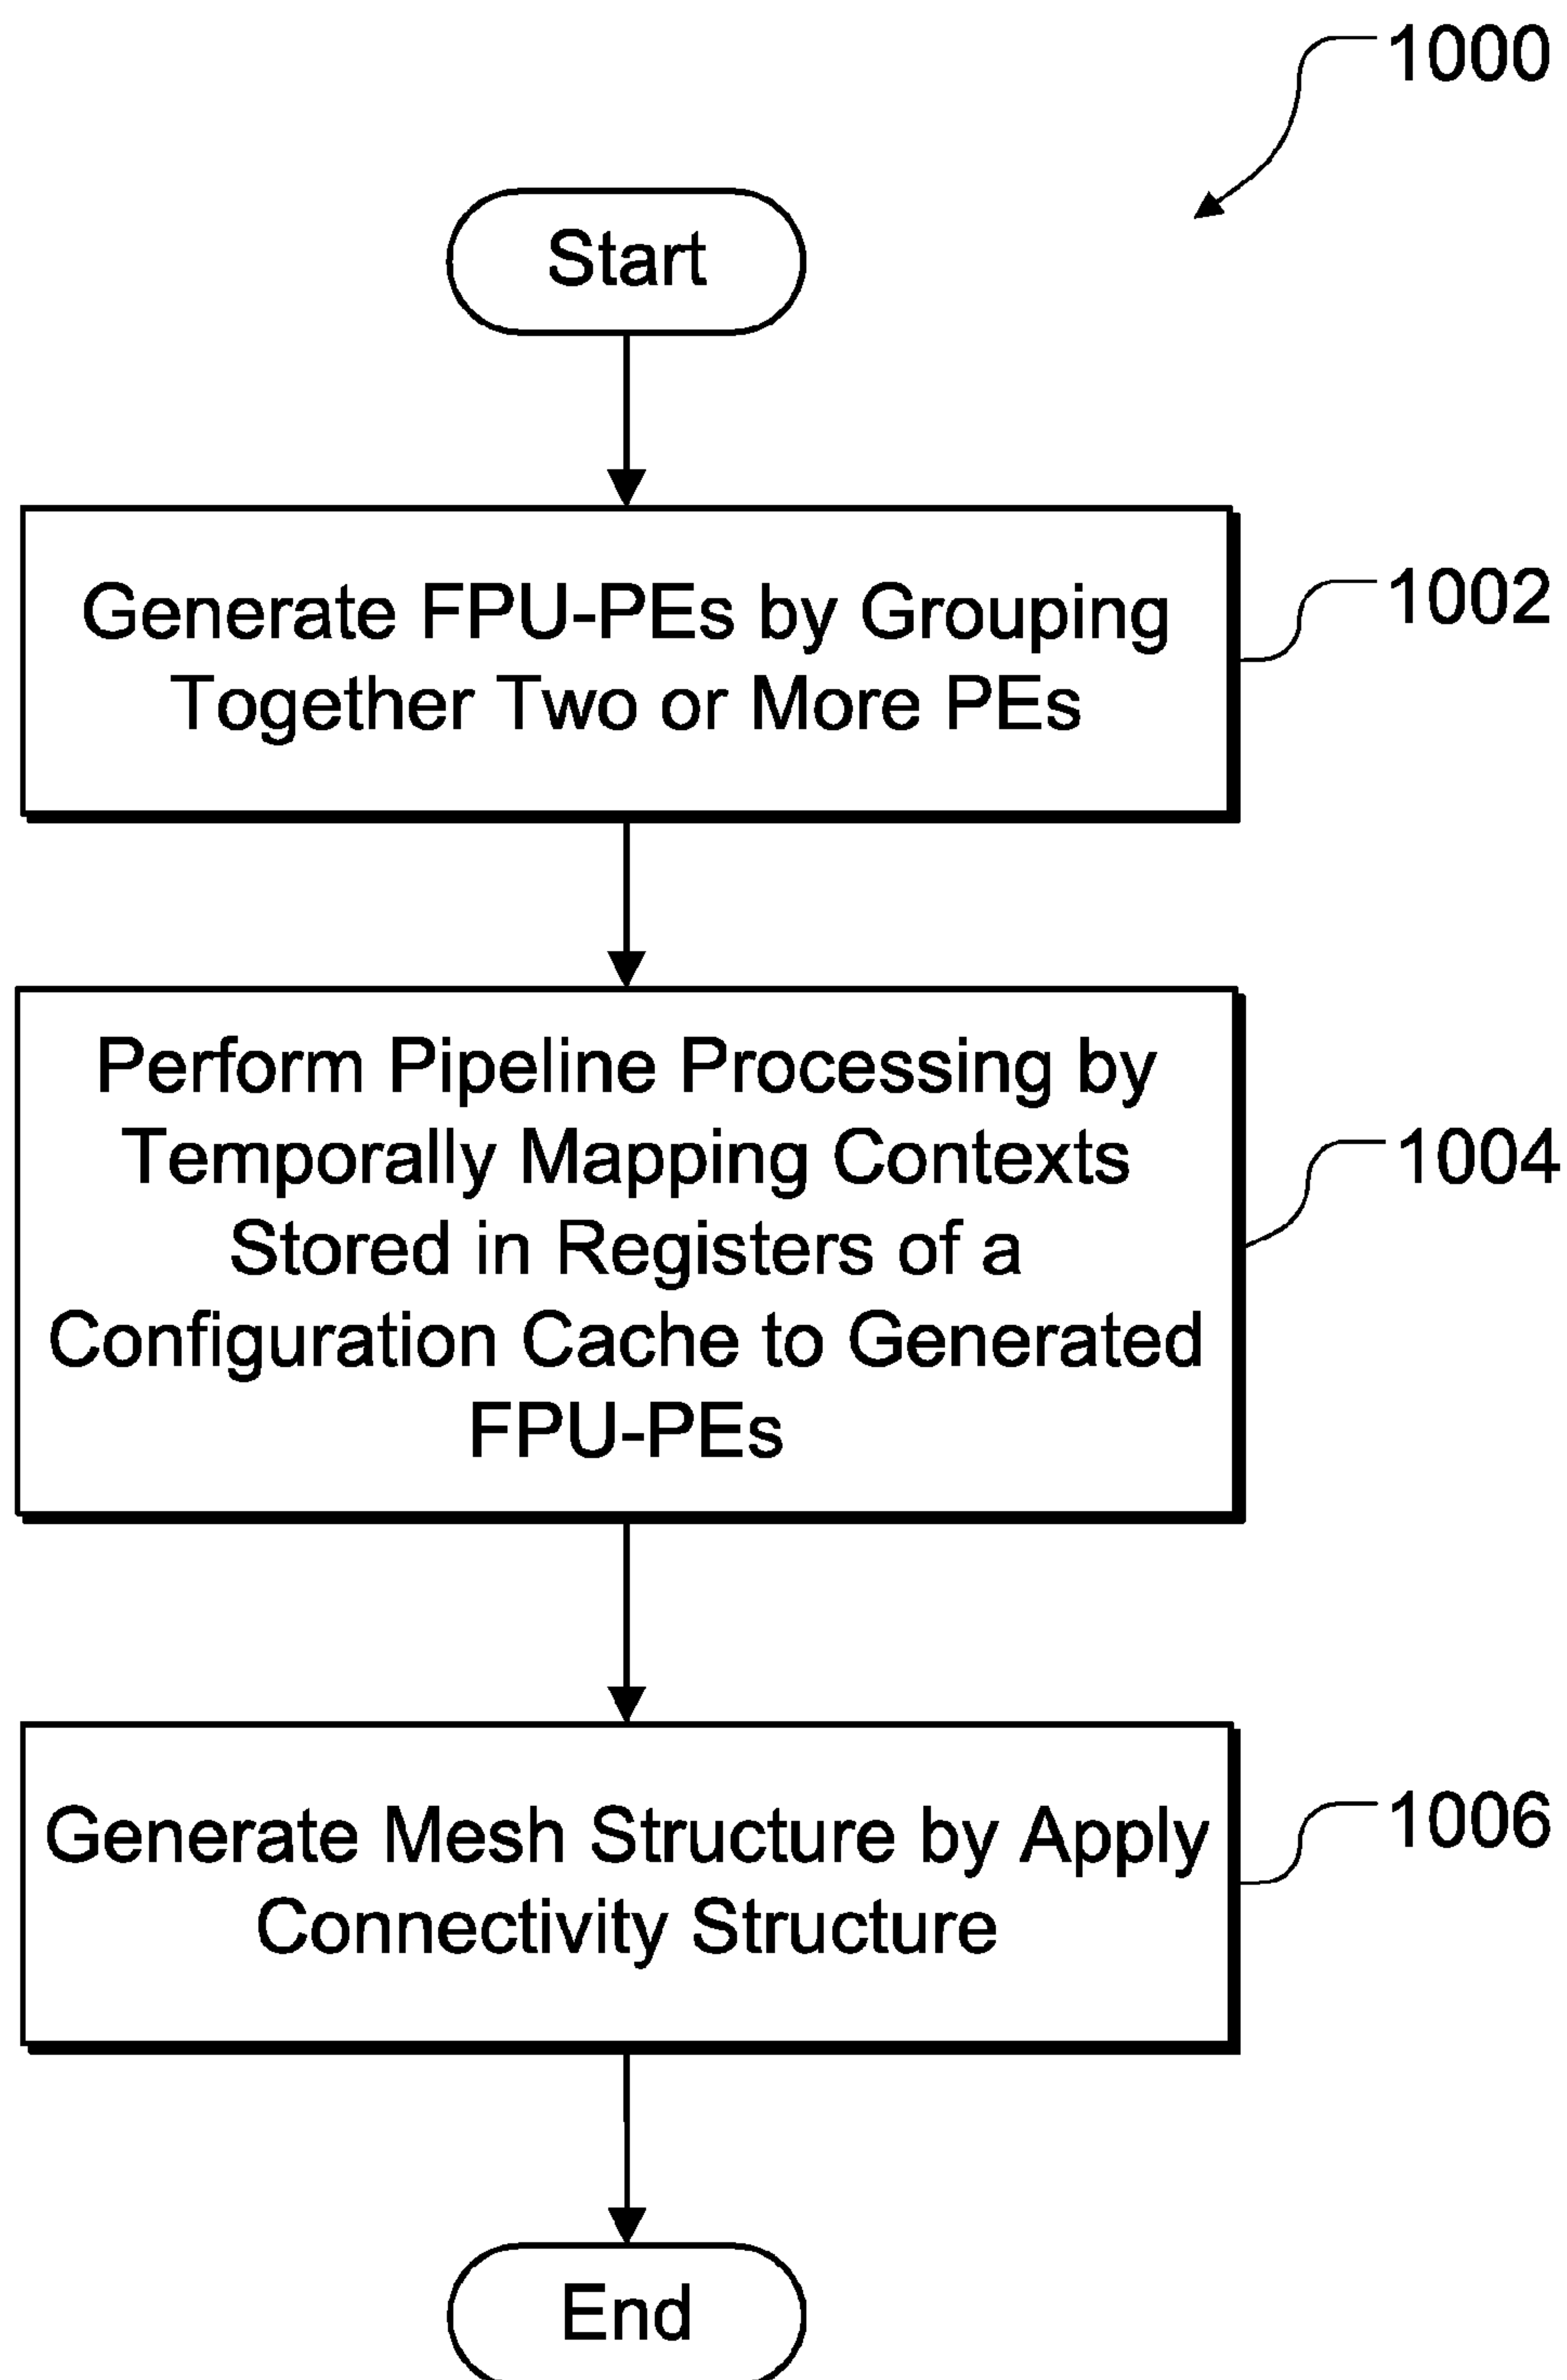 1000
Start
Generate FPU-PEs by Grouping
Together Two or More PEs
1002
Perform Pipeline Processing by
Temporally Mapping Contexts
Stored in Registers of a
Configuration Cache to Generated
FPU-PEs
1004
Generate Mesh Structure by Apply
Connectivity Structure
1006
End